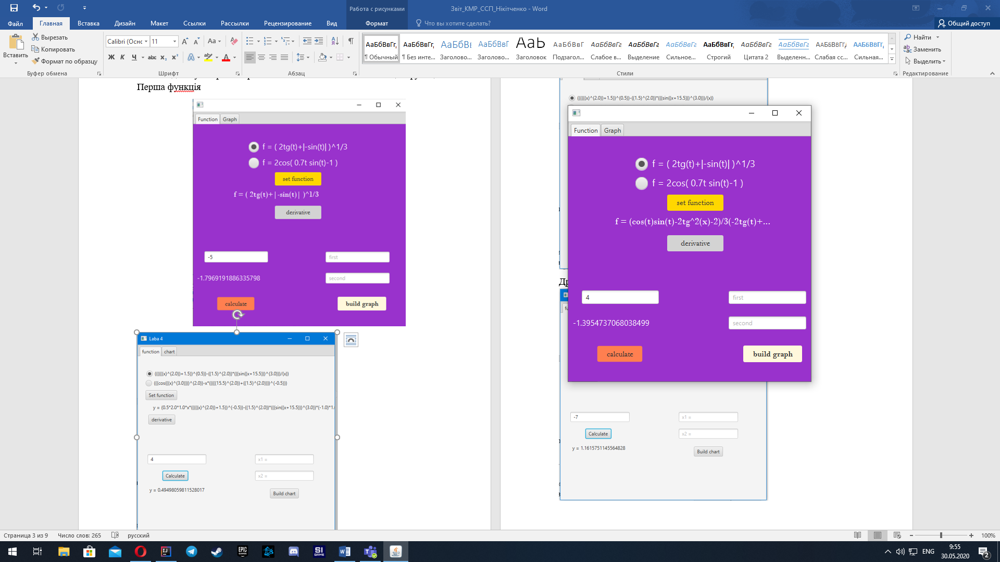 Работа с рисунками
Звіт_КМР_ССП_Нікітченко - Word
Файл
Главная
Вставка
Дизайн
Макет
Ссылки
Рассылки
Рецензирование
Вид
Формат
Что вы хотите сделать?
Общий доступ
Вставить
Вырезать
Копировать
Формат по образцу
Буфер обмена
Calibri (Оснс
11
Шрифт
Абзац
АаБбВвГг,
АаБбВвГг,
АаБбВв
АаБбВвГ
Ааb
АаБбВвГ
АаБбВвГг
АаБбВвГг
АаБбВвГг
АаБбВвГг,
АаБбВвГг
АаБбВвГг
АаБбВвГг
АаБбВвГг,
¶ Обычный
¶ Без инте...
Заголово...
Заголово...
Заголовок
Подзагол...
Слабое в...
Выделение
Сильное...
Строгий
Цитата 2
Выделенн...
Слабая сс...
Сильная...
Стили
Найти
Заменить
Выделить
Редактирование
Перша функція
Function
Graph
f = ( 2tg(t)+|-sin(t)| )^1/3
f = 2cos( 0.7t sin(t)-1 )
set function
f = ( 2tg(t)+|-sin(t)| )^1/3
derivative
-5
first
-1.7969191886335798
second
calculate
build graph
Laba 4
function
chart
((((((x)^(2.0))+1.5))^(0.5))-((1.5)^(2.0))*(((sin((x+15.5)))^(3.0)))/(x))
(((cos(((x)^(3.0))))^(2.0))-x*(((((15.5)^(2.0))+((1.5)^(2.0))))^(-0.5)))
Set function
y = (0.5*2.0*1.0*x*(((((x)^(2.0))+1.5))^(-0.5))-((1.5)^(2.0))*(((sin((x+15.5)))^(3.0))*(-1.0)*1.
derivative
4
x1 =
Calculate
x2 =
y = 0.49498059811528017
Build chart
((((((x)^(2.0))+1.5))^(0.5))-((1.5)^(2.0))*(((sin((x+15.5)))^(3.0)))/(x))
Function
Graph
f = ( 2tg(t)+|-sin(t)| )^1/3
f = 2cos( 0.7t sin(t)-1 )
set function
f = (cos(t)sin(t)-2tg^2(x)-2)/3(-2tg(t)+...
derivative
4
first
-1.3954737068038499
second
calculate
build graph
-7
x1 =
Calculate
x2 =
y = 1.1615751145564828
Build chart
Страница 3 из 9
Число слов: 265
русский
100%
ENG
9:55
30.05.2020
2